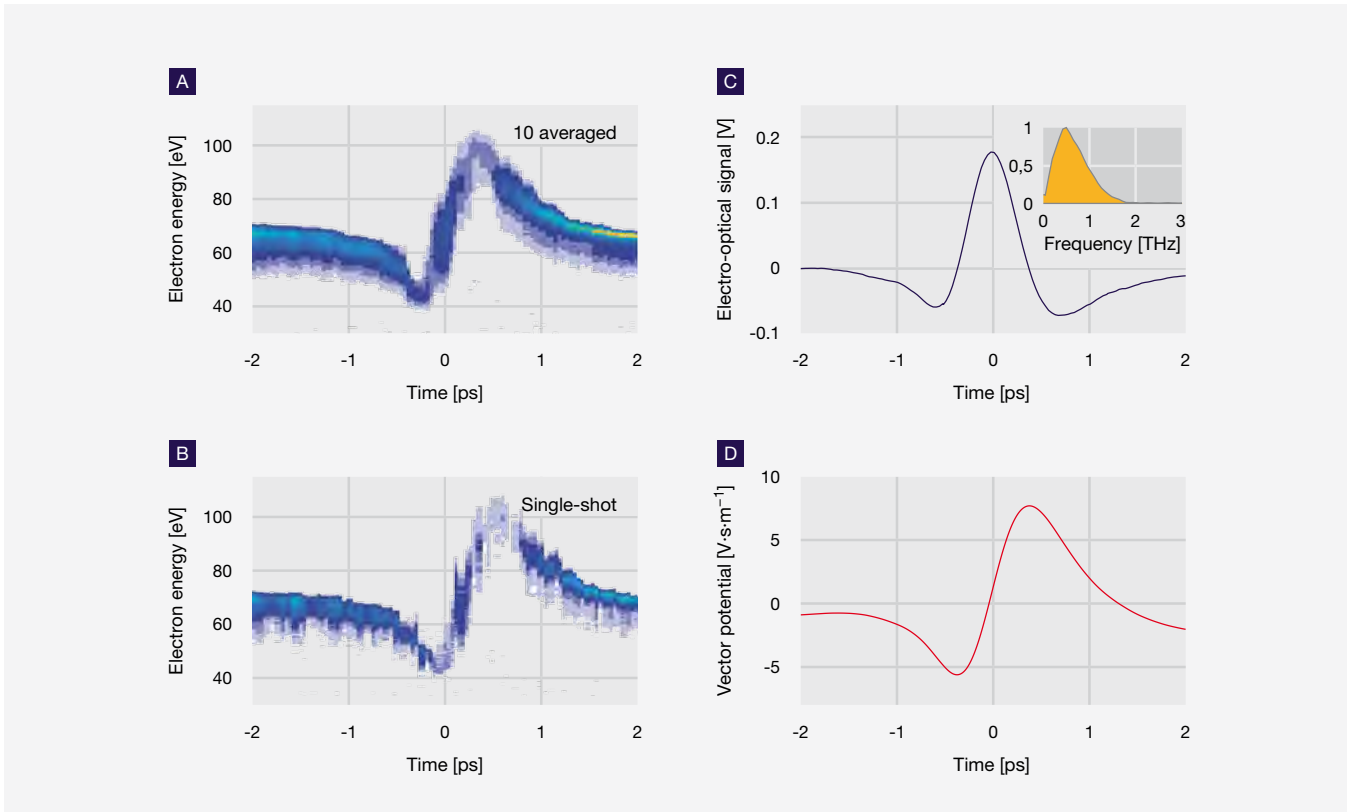 A
10 averaged
Electron energy [eV]
100
80
60
40
-2 -1 0 1 2
Time [ps]
B
Single-shot
Electron energy [eV]
100
80
60
40
-2 -1 0 1 2
Time [ps]
C
Electro-optical signal [V]
0.2
0.1
0
-0.1
-2 -1 0 1 2
Time [ps]
1
0,5
0
0 1 2 3
Frequency [THz]
D
Vector potential [V·s·m⁻¹]
10
5
0
-5
-2 -1 0 1 2
Time [ps]